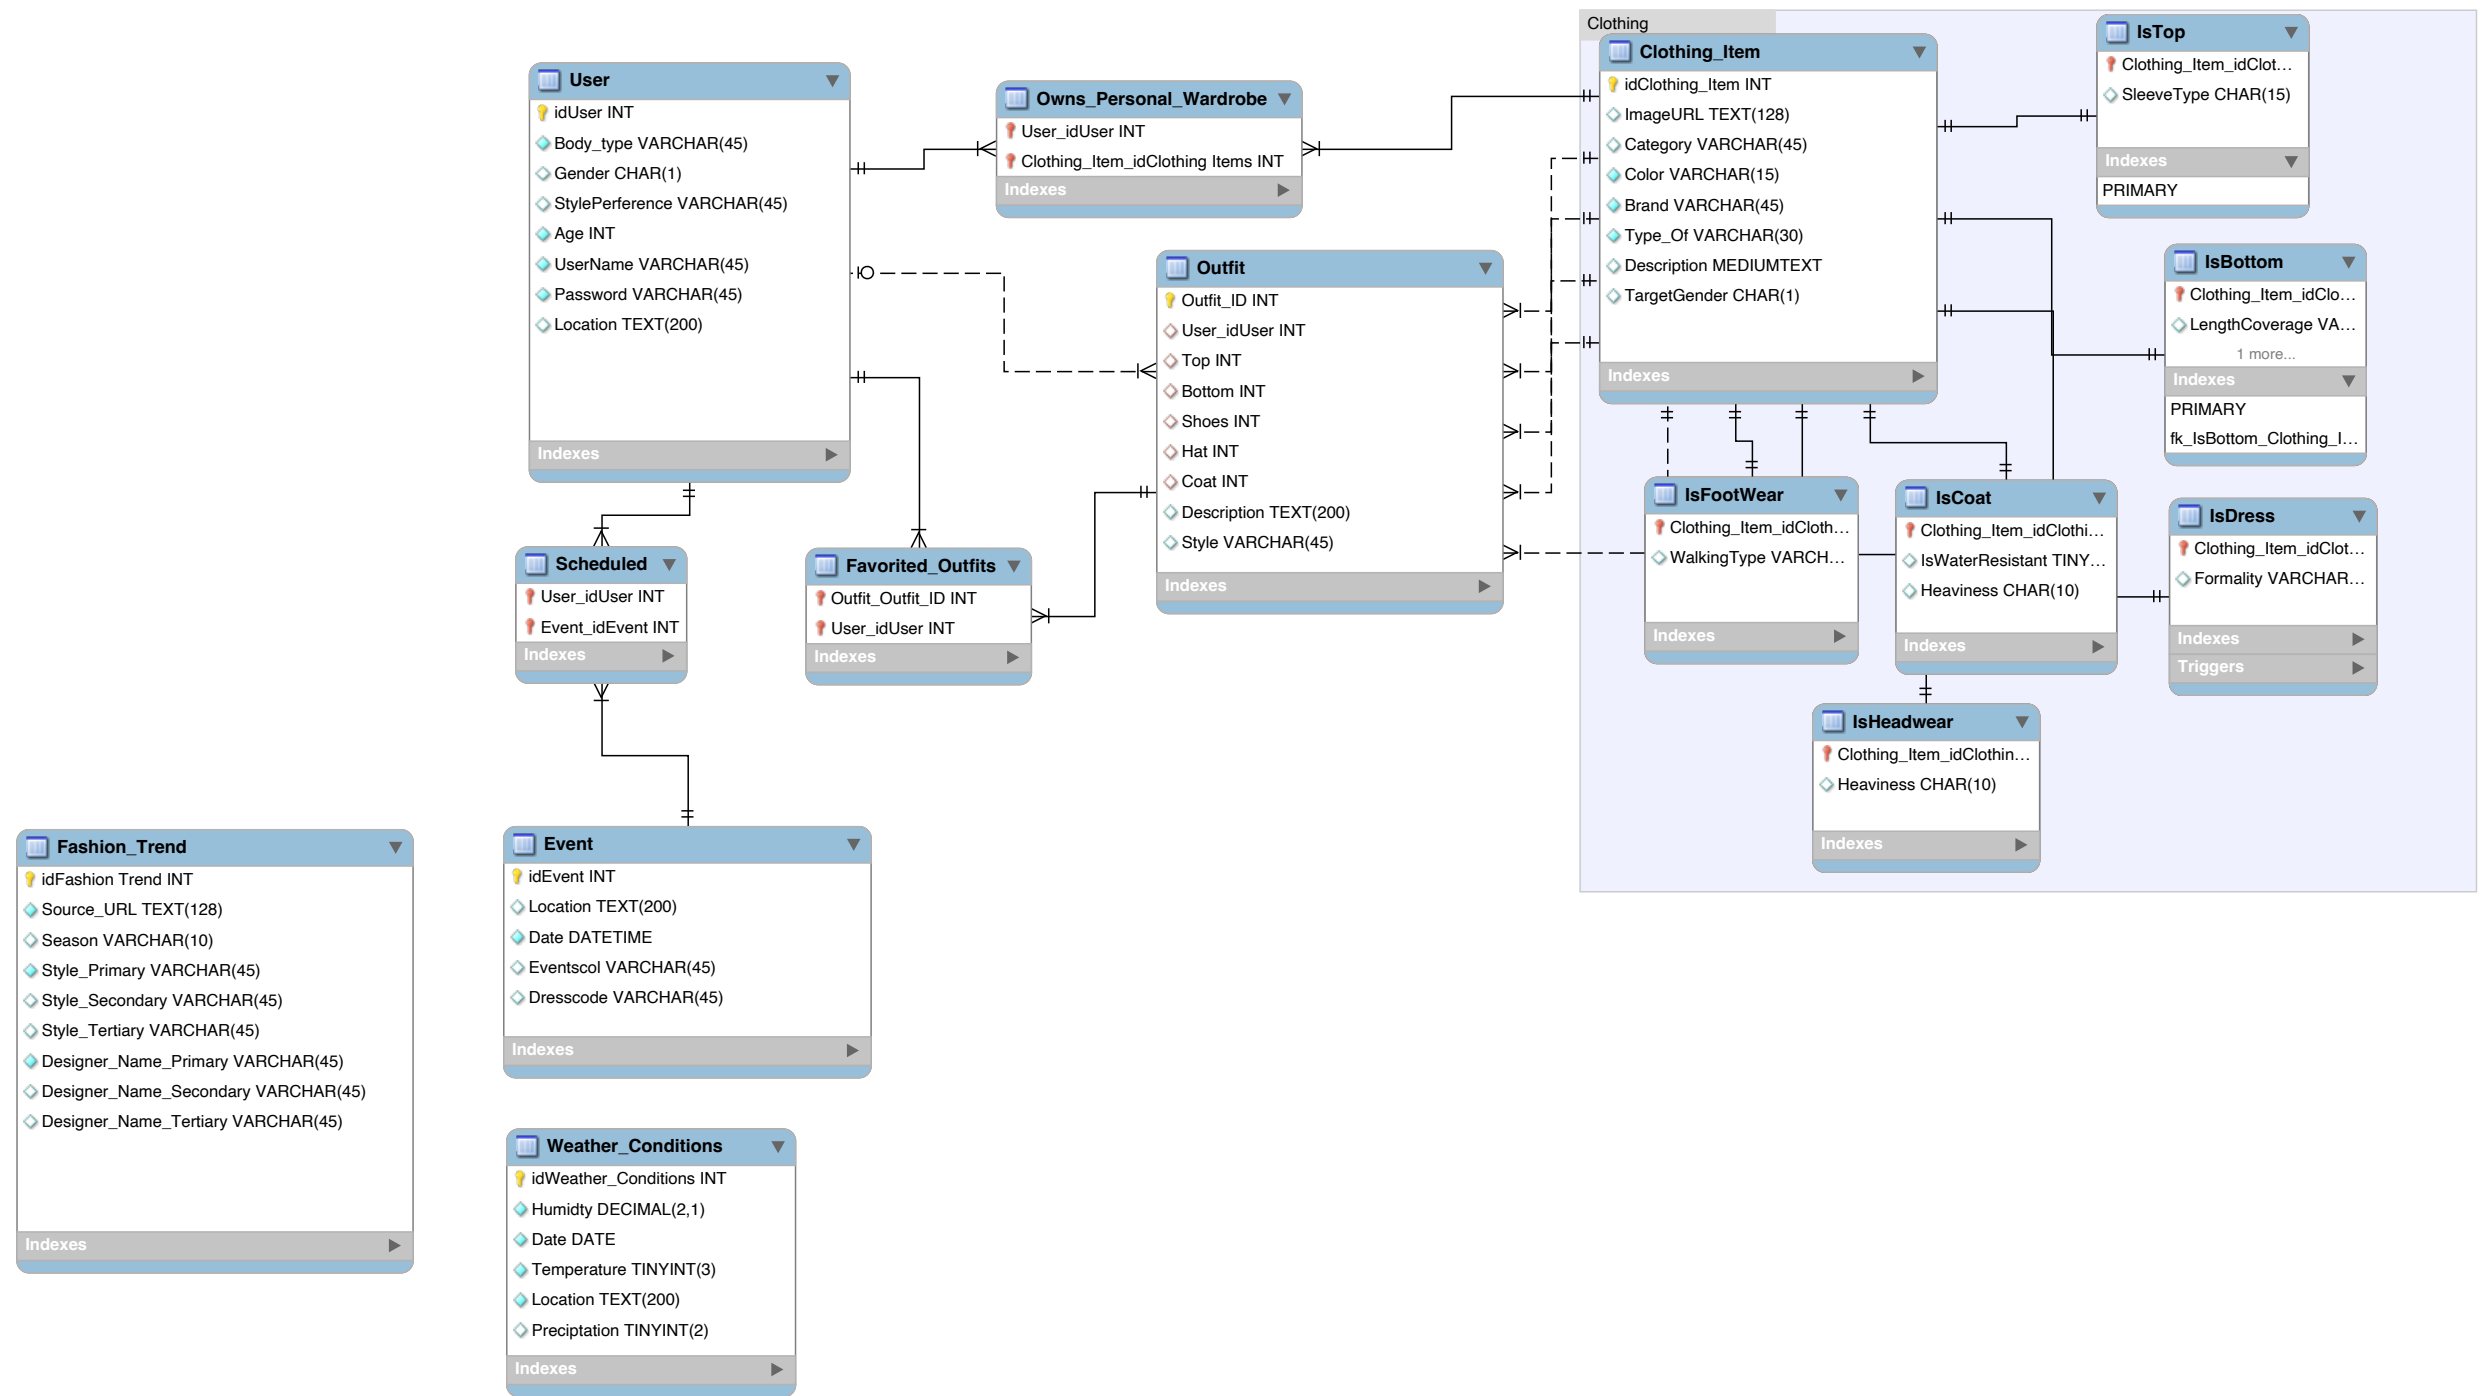 Clothing
User
idUser INT
Body_type VARCHAR(45)
Gender CHAR(1)
StylePerference VARCHAR(45)
Age INT
UserName VARCHAR(45)
Password VARCHAR(45)
Location TEXT(200)
Indexes
Owns_Personal_Wardrobe
User_idUser INT
Clothing_Item_idClothing Items INT
Indexes
Clothing_Item
idClothing_Item INT
ImageURL TEXT(128)
Category VARCHAR(45)
Color VARCHAR(15)
Brand VARCHAR(45)
Type_Of VARCHAR(30)
Description MEDIUMTEXT
TargetGender CHAR(1)
Indexes
IsTop
Clothing_Item_idClot...
SleeveType CHAR(15)
Indexes
PRIMARY
IsBottom
Clothing_Item_idClo...
LengthCoverage VA...
1 more...
Indexes
PRIMARY
fk_IsBottom_Clothing_I...
Outfit
Outfit_ID INT
User_idUser INT
Top INT
Bottom INT
Shoes INT
Hat INT
Coat INT
Description TEXT(200)
Style VARCHAR(45)
Indexes
IsFootWear
Clothing_Item_idCloth...
WalkingType VARCH...
Indexes
IsCoat
Clothing_Item_idClothi...
IsWaterResistant TINY...
Heaviness CHAR(10)
Indexes
IsDress
Clothing_Item_idClot...
Formality VARCHAR...
Indexes
Triggers
Scheduled
User_idUser INT
Event_idEvent INT
Indexes
Favorited_Outfits
Outfit_Outfit_ID INT
User_idUser INT
Indexes
IsHeadwear
Clothing_Item_idClothin...
Heaviness CHAR(10)
Indexes
Fashion_Trend
idFashion Trend INT
Source_URL TEXT(128)
Season VARCHAR(10)
Style_Primary VARCHAR(45)
Style_Secondary VARCHAR(45)
Style_Tertiary VARCHAR(45)
Designer_Name_Primary VARCHAR(45)
Designer_Name_Secondary VARCHAR(45)
Designer_Name_Tertiary VARCHAR(45)
Indexes
Event
idEvent INT
Location TEXT(200)
Date DATETIME
Eventscol VARCHAR(45)
Dresscode VARCHAR(45)
Indexes
Weather_Conditions
idWeather_Conditions INT
Humidty DECIMAL(2,1)
Date DATE
Temperature TINYINT(3)
Location TEXT(200)
Preciptation TINYINT(2)
Indexes